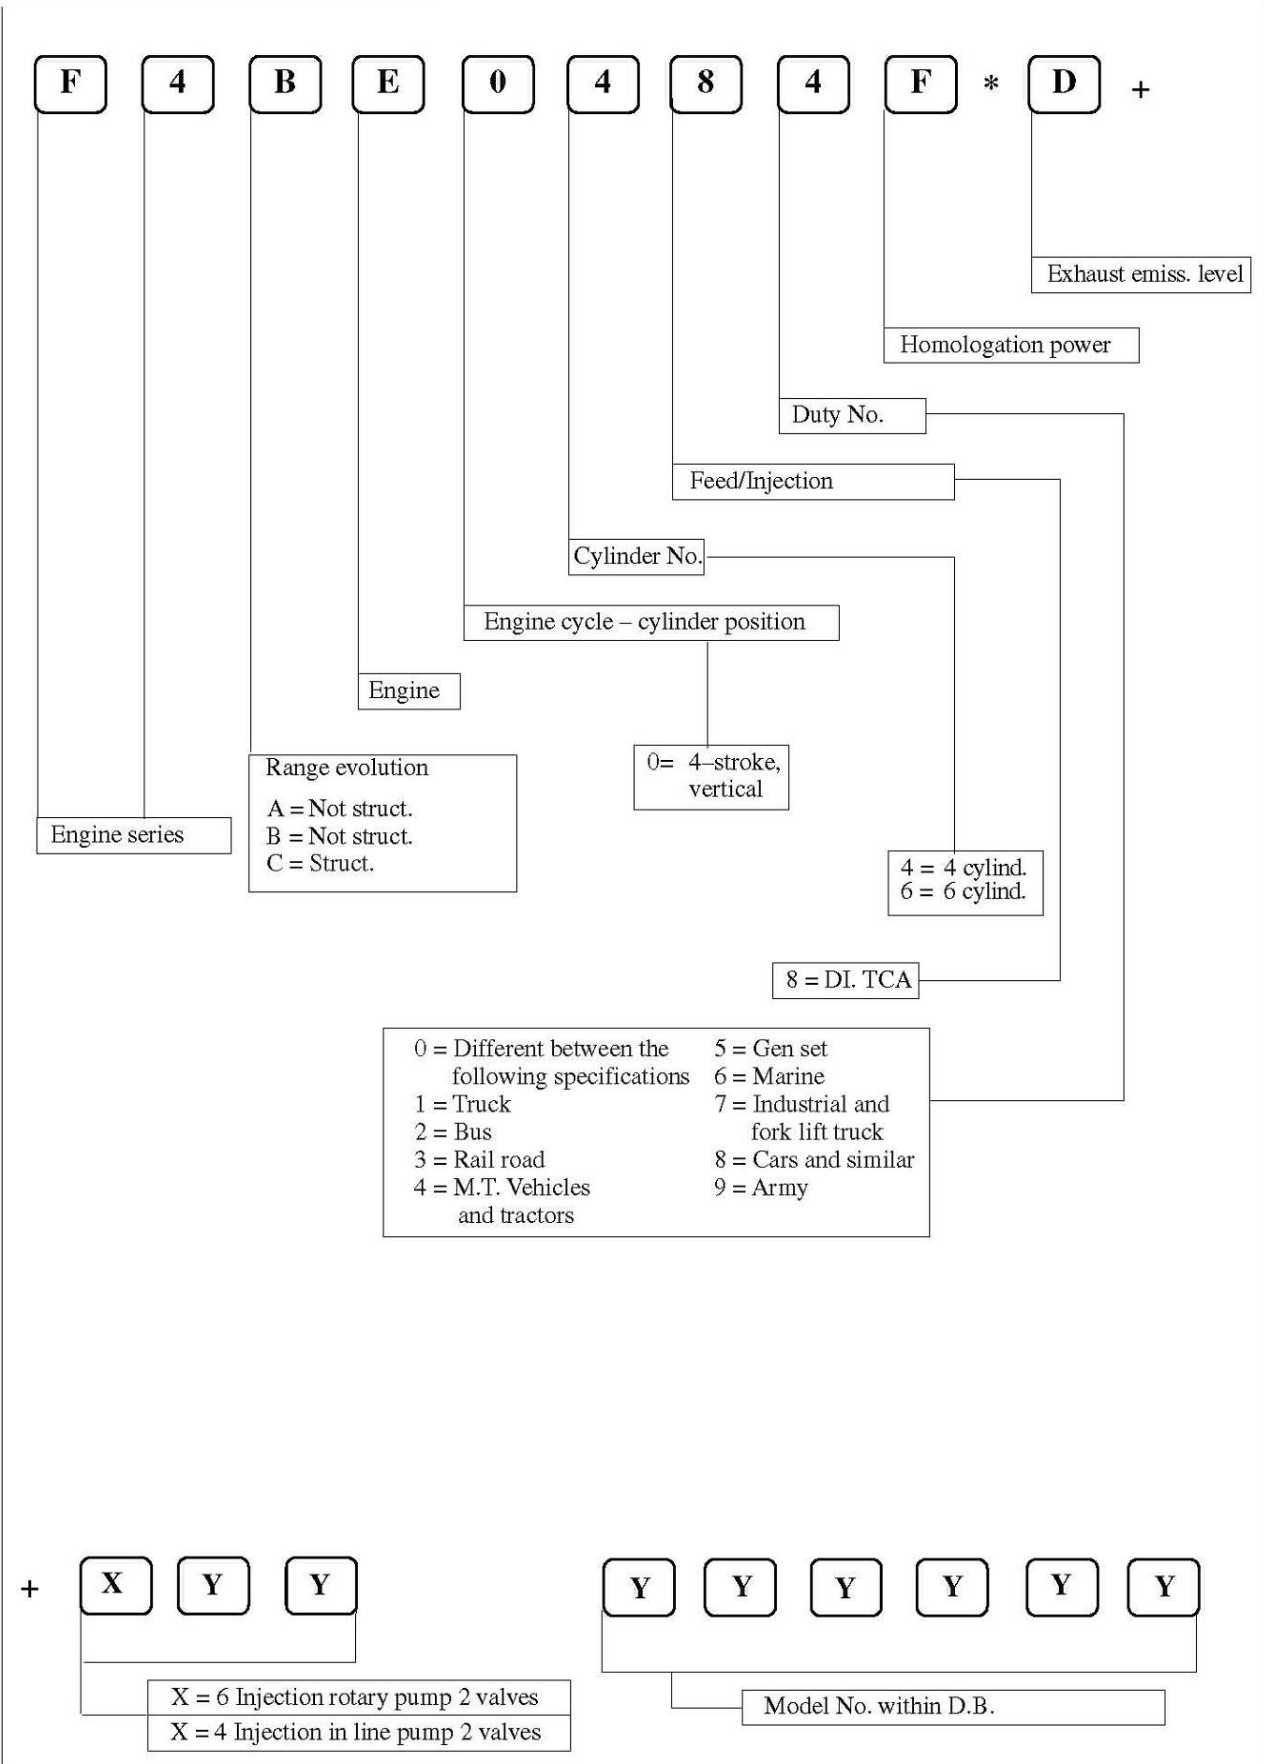 F 4 B E 0 4 8 4 F * D +
Exhaust emiss. level
Homologation power
Duty No.
Feed/Injection
Cylinder No.
Engine cycle – cylinder position
Engine
Range evolution
A = Not struct.
B = Not struct.
C = Struct.
0= 4–stroke,
vertical
Engine series
4 = 4 cylind.
6 = 6 cylind.
8 = DI. TCA
0 = Different between the
following specifications
1 = Truck
2 = Bus
3 = Rail road
4 = M.T. Vehicles
and tractors
5 = Gen set
6 = Marine
7 = Industrial and
fork lift truck
8 = Cars and similar
9 = Army
+ X Y Y Y Y Y Y Y Y
X = 6 Injection rotary pump 2 valves
X = 4 Injection in line pump 2 valves
Model No. within D.B.